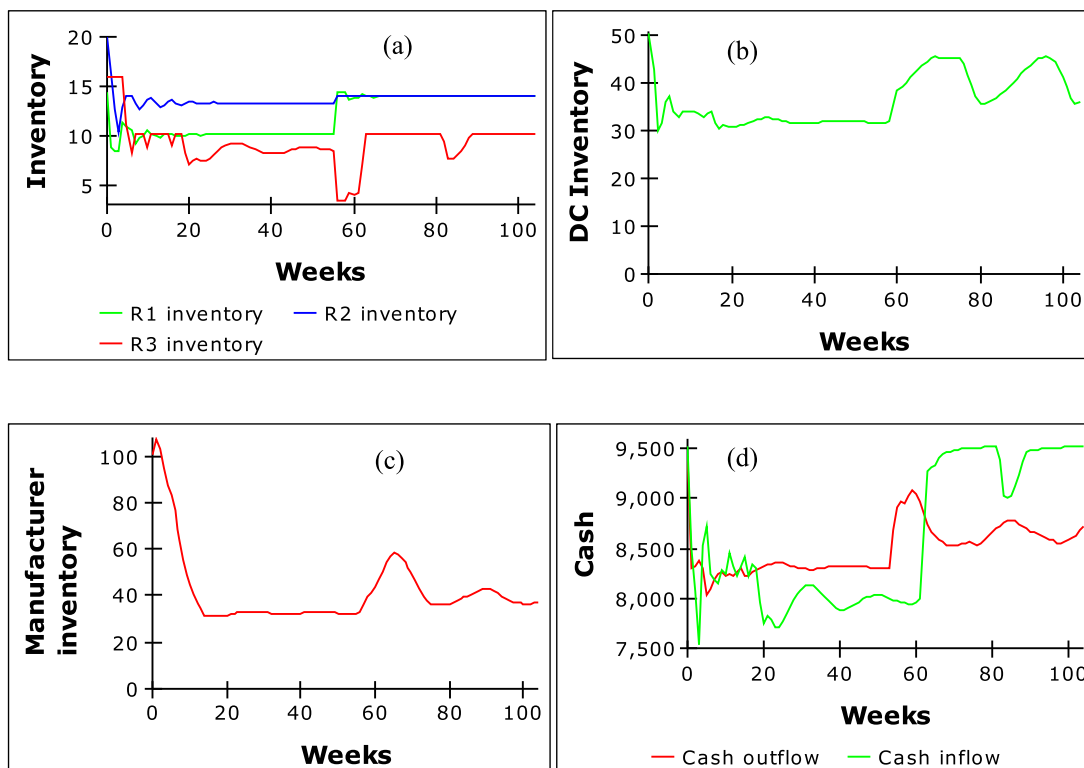 (a)
Inventory
20
15
10
5
0 20 40 60 80 100
Weeks
R1 inventory R2 inventory
R3 inventory
(b)
DC Inventory
50
40
30
20
10
0
0 20 40 60 80 100
Weeks
(c)
Manufacturer
inventory
100
80
60
40
20
0
0 20 40 60 80 100
Weeks
(d)
Cash
9,500
9,000
8,500
8,000
7,500
0 20 40 60 80 100
Weeks
Cash outflow Cash inflow